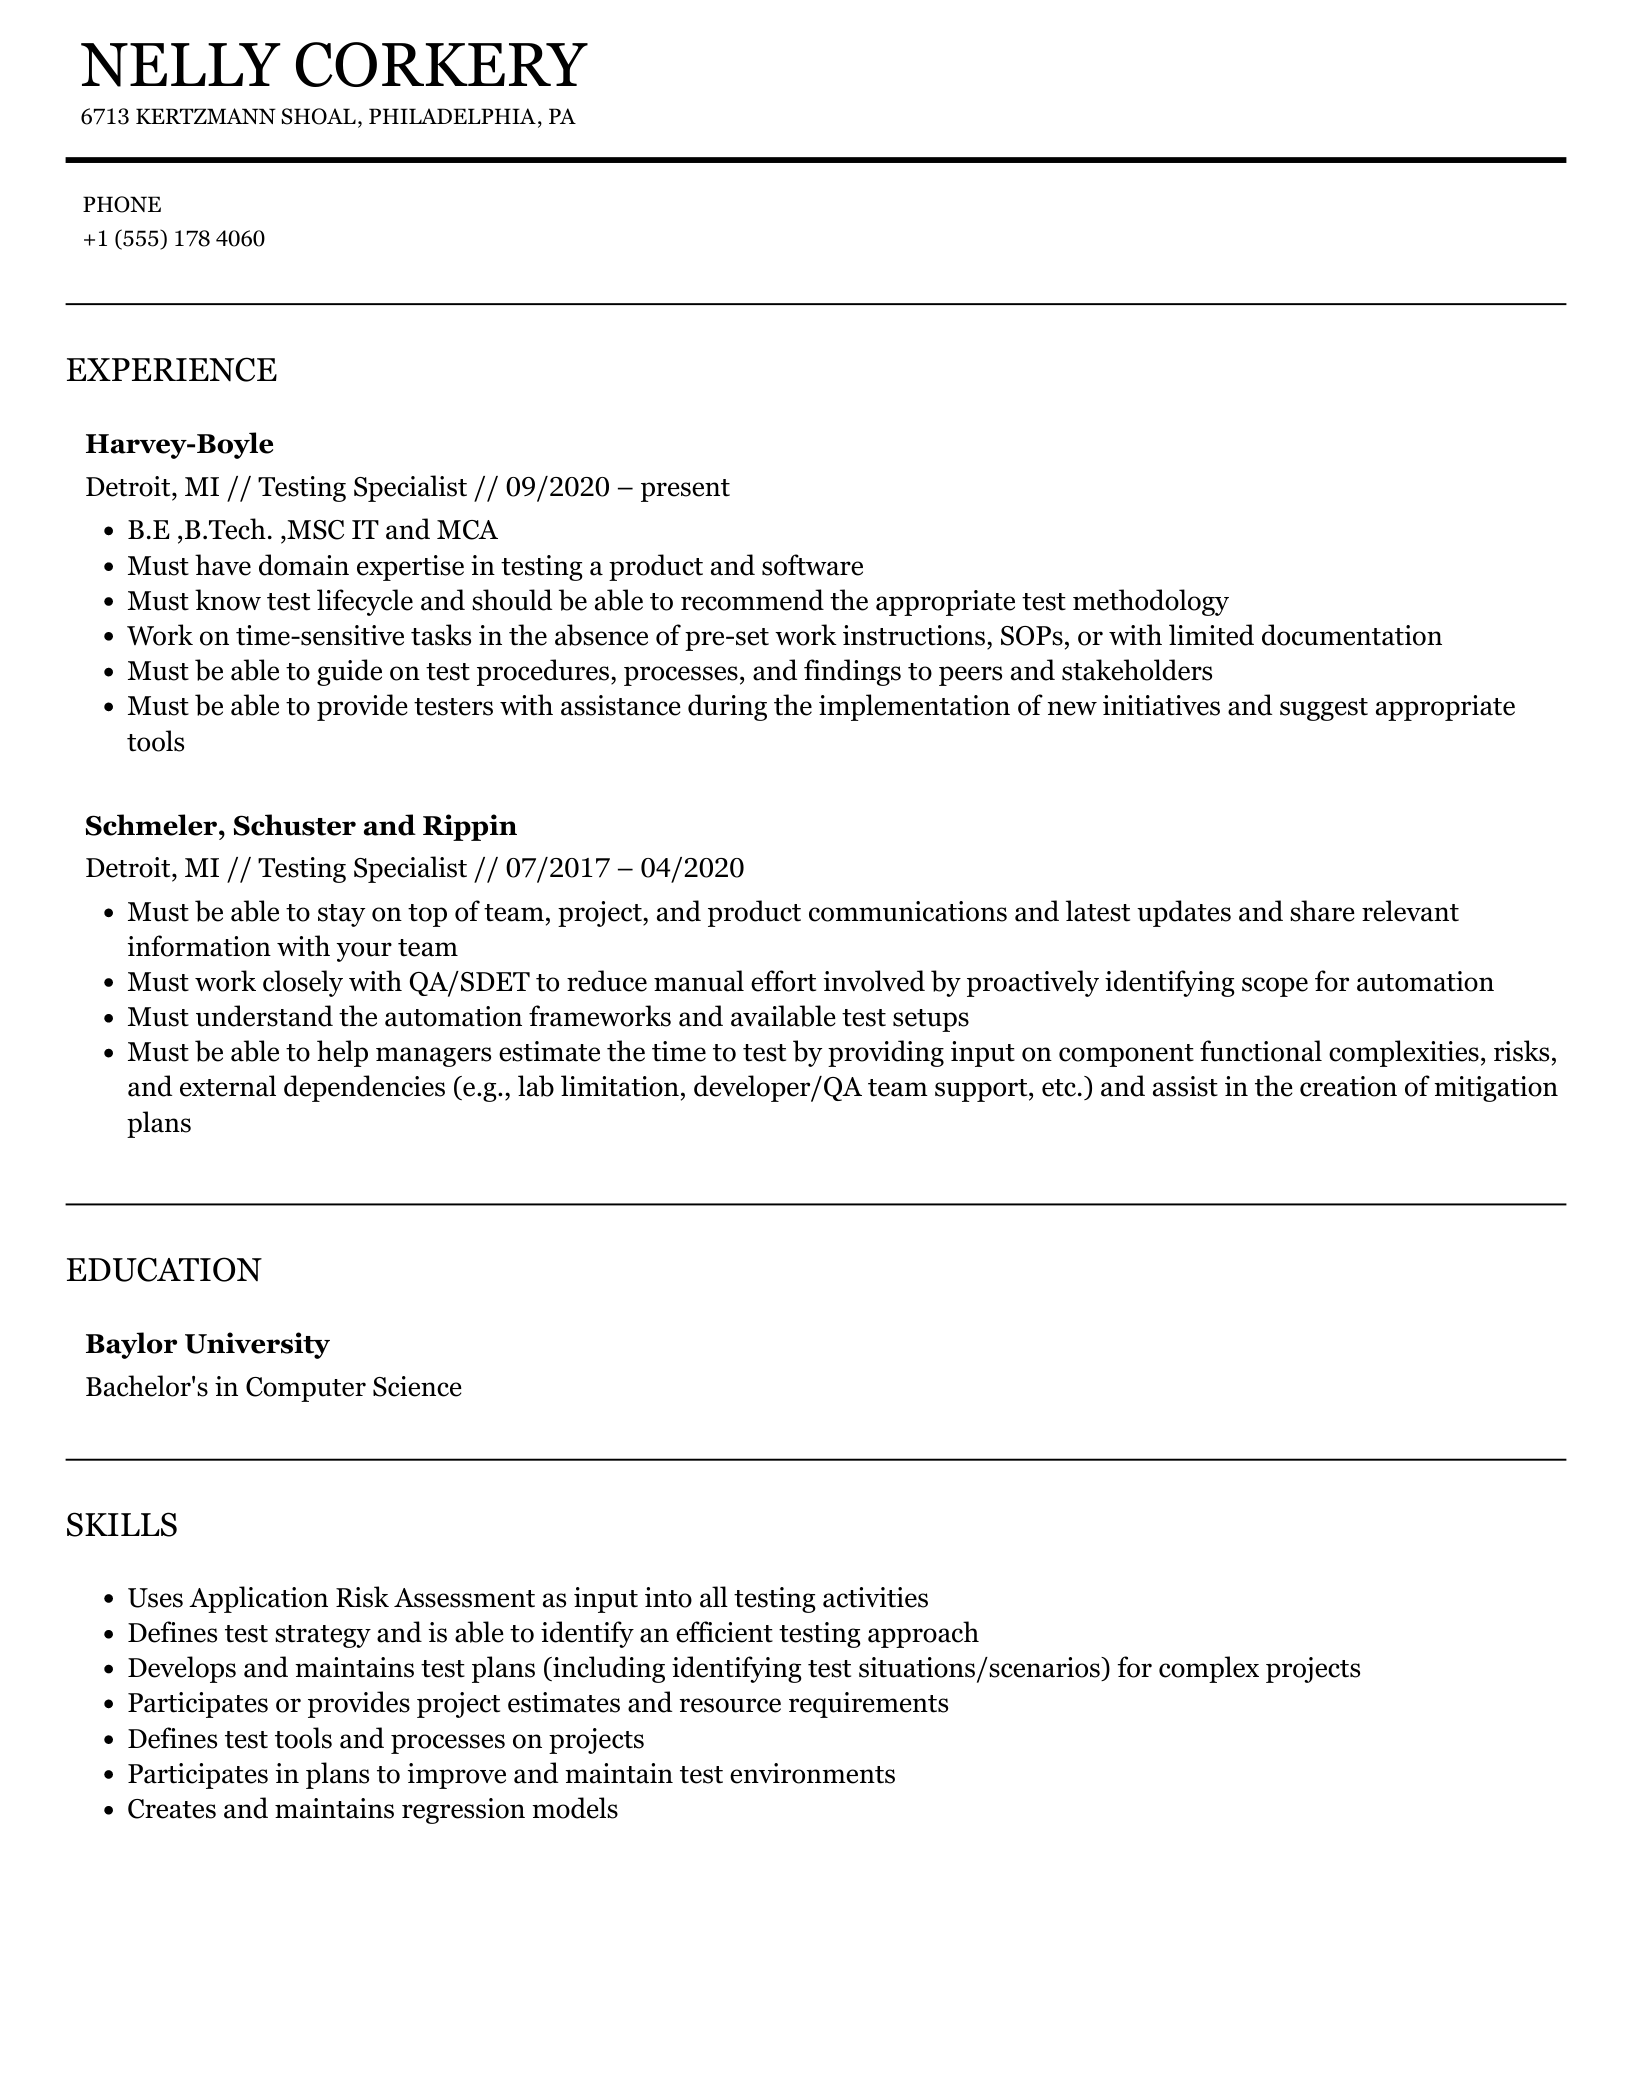 NELLY CORKERY
6713 KERTZMANN SHOAL, PHILADELPHIA, PA
PHONE
+1 (555) 178 4060
EXPERIENCE
Harvey-Boyle
Detroit, MI // Testing Specialist // 09/2020 – present
• B.E ,B.Tech. ,MSC IT and MCA
• Must have domain expertise in testing a product and software
• Must know test lifecycle and should be able to recommend the appropriate test methodology
• Work on time-sensitive tasks in the absence of pre-set work instructions, SOPs, or with limited documentation
• Must be able to guide on test procedures, processes, and findings to peers and stakeholders
• Must be able to provide testers with assistance during the implementation of new initiatives and suggest appropriate
tools
Schmeler, Schuster and Rippin
Detroit, MI // Testing Specialist // 07/2017 – 04/2020
• Must be able to stay on top of team, project, and product communications and latest updates and share relevant
information with your team
• Must work closely with QA/SDET to reduce manual effort involved by proactively identifying scope for automation
• Must understand the automation frameworks and available test setups
• Must be able to help managers estimate the time to test by providing input on component functional complexities, risks,
and external dependencies (e.g., lab limitation, developer/QA team support, etc.) and assist in the creation of mitigation
plans
EDUCATION
Baylor University
Bachelor's in Computer Science
SKILLS
• Uses Application Risk Assessment as input into all testing activities
• Defines test strategy and is able to identify an efficient testing approach
• Develops and maintains test plans (including identifying test situations/scenarios) for complex projects
• Participates or provides project estimates and resource requirements
• Defines test tools and processes on projects
• Participates in plans to improve and maintain test environments
• Creates and maintains regression models